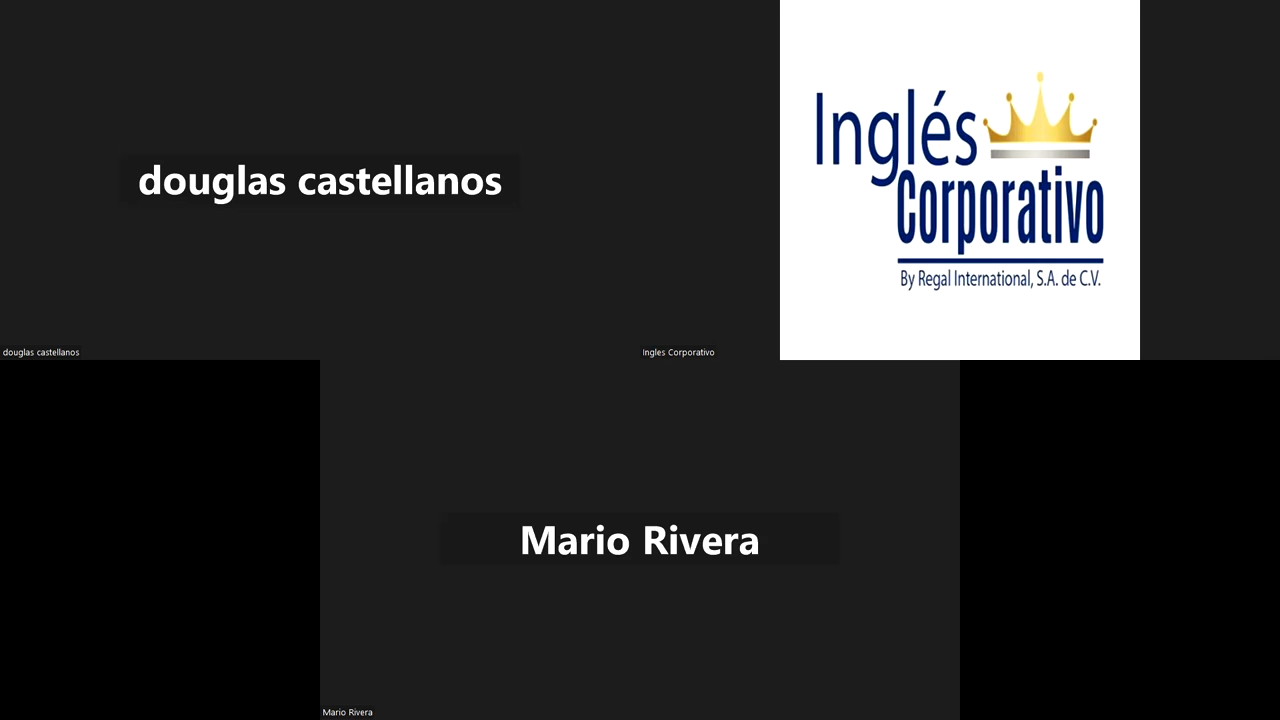 douglas castellanos
douglas castellanos
Inglés
Corporativo
By Regal International, S.A. de C.V.
Ingles Corporativo
Mario Rivera
Mario Rivera